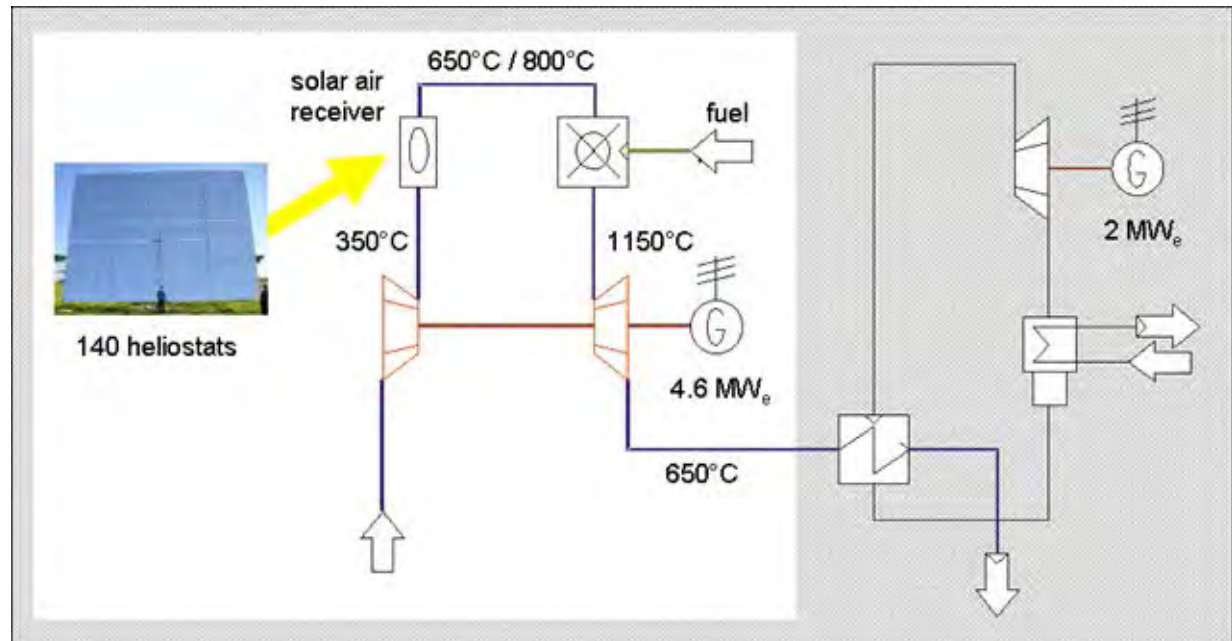 650°C / 800°C
solar air
receiver
fuel
350°C
1150°C
G
2 MWₑ
140 heliostats
G
4.6 MWₑ
650°C